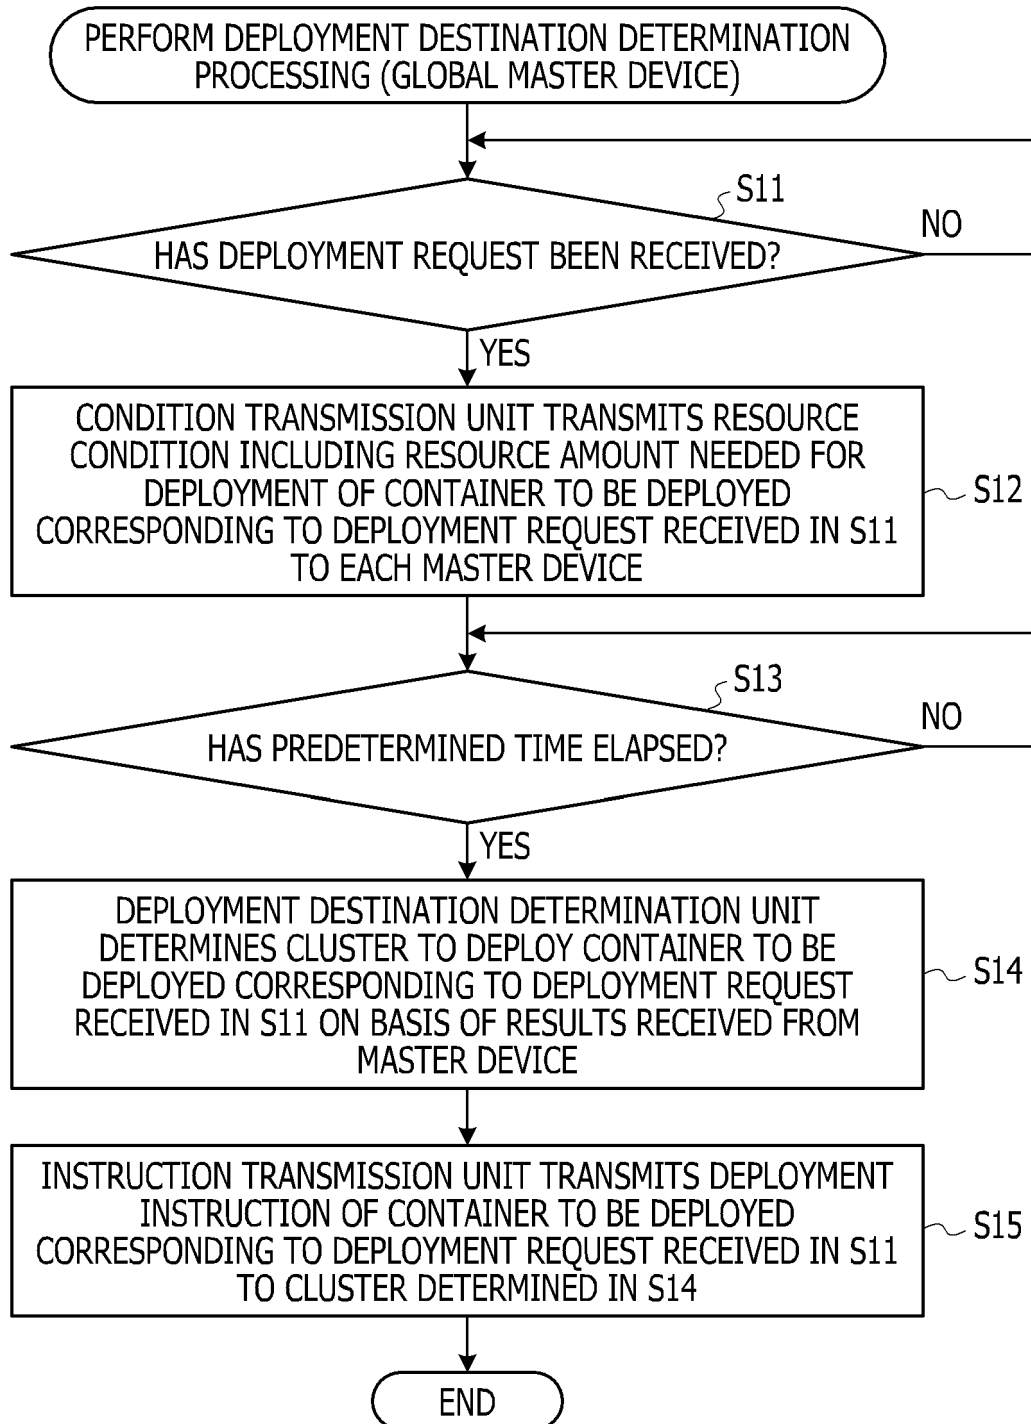 PERFORM DEPLOYMENT DESTINATION DETERMINATION
PROCESSING (GLOBAL MASTER DEVICE)
S11
HAS DEPLOYMENT REQUEST BEEN RECEIVED?
NO
YES
CONDITION TRANSMISSION UNIT TRANSMITS RESOURCE
CONDITION INCLUDING RESOURCE AMOUNT NEEDED FOR
DEPLOYMENT OF CONTAINER TO BE DEPLOYED
CORRESPONDING TO DEPLOYMENT REQUEST RECEIVED IN S11
TO EACH MASTER DEVICE
S12
S13
HAS PREDETERMINED TIME ELAPSED?
NO
YES
DEPLOYMENT DESTINATION DETERMINATION UNIT
DETERMINES CLUSTER TO DEPLOY CONTAINER TO BE
DEPLOYED CORRESPONDING TO DEPLOYMENT REQUEST
RECEIVED IN S11 ON BASIS OF RESULTS RECEIVED FROM
MASTER DEVICE
S14
INSTRUCTION TRANSMISSION UNIT TRANSMITS DEPLOYMENT
INSTRUCTION OF CONTAINER TO BE DEPLOYED
CORRESPONDING TO DEPLOYMENT REQUEST RECEIVED IN S11
TO CLUSTER DETERMINED IN S14
S15
END